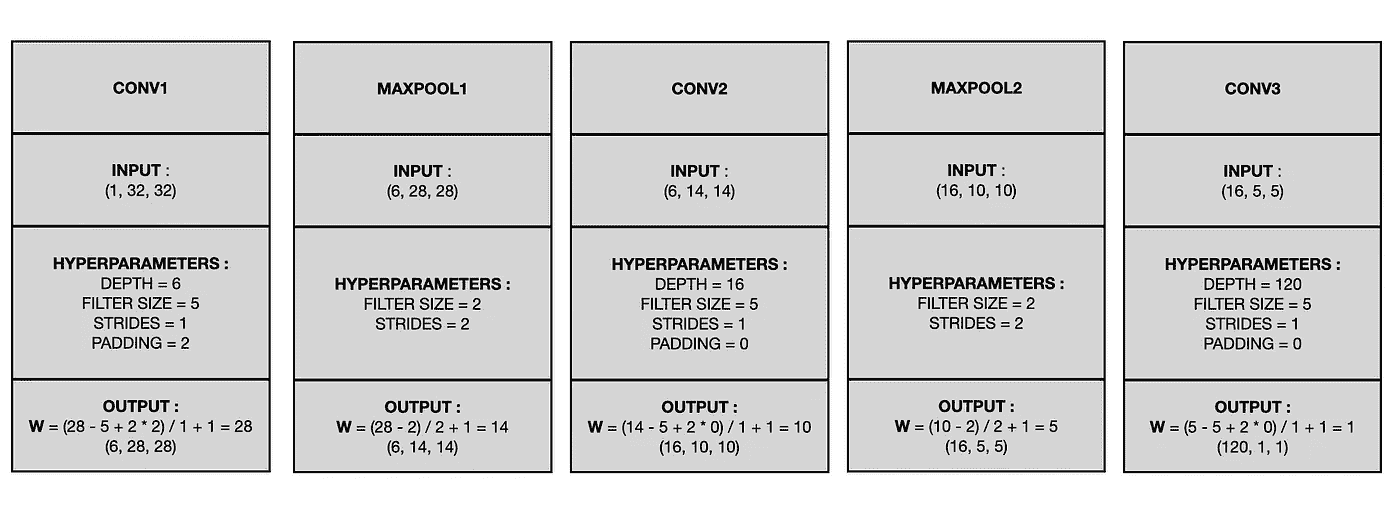 CONV1
INPUT :
(1, 32, 32)
HYPERPARAMETERS :
DEPTH = 6
FILTER SIZE = 5
STRIDES = 1
PADDING = 2
OUTPUT :
W = (28 - 5 + 2 * 2) / 1 + 1 = 28
(6, 28, 28)
MAXPOOL1
INPUT :
(6, 28, 28)
HYPERPARAMETERS :
FILTER SIZE = 2
STRIDES = 2
OUTPUT :
W = (28 - 2) / 2 + 1 = 14
(6, 14, 14)
CONV2
INPUT :
(6, 14, 14)
HYPERPARAMETERS :
DEPTH = 16
FILTER SIZE = 5
STRIDES = 1
PADDING = 0
OUTPUT :
W = (14 - 5 + 2 * 0) / 1 + 1 = 10
(16, 10, 10)
MAXPOOL2
INPUT :
(16, 10, 10)
HYPERPARAMETERS :
FILTER SIZE = 2
STRIDES = 2
OUTPUT :
W = (10 - 2) / 2 + 1 = 5
(16, 5, 5)
CONV3
INPUT :
(16, 5, 5)
HYPERPARAMETERS :
DEPTH = 120
FILTER SIZE = 5
STRIDES = 1
PADDING = 0
OUTPUT :
W = (5 - 5 + 2 * 0) / 1 + 1 = 1
(120, 1, 1)